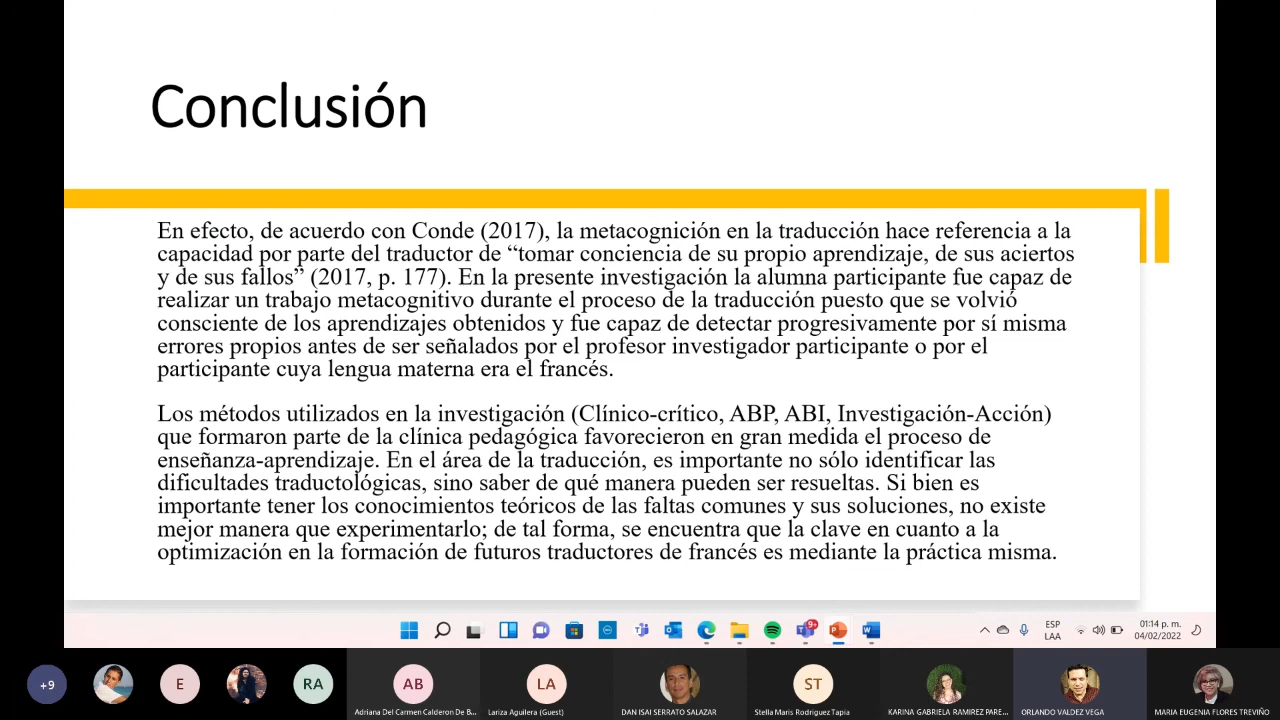 Conclusión
En efecto, de acuerdo con Conde (2017), la metacognición en la traducción hace referencia a la
capacidad por parte del traductor de “tomar conciencia de su propio aprendizaje, de sus aciertos
y de sus fallos” (2017, p. 177). En la presente investigación la alumna participante fue capaz de
realizar un trabajo metacognitivo durante el proceso de la traducción puesto que se volvió
consciente de los aprendizajes obtenidos y fue capaz de detectar progresivamente por sí misma
errores propios antes de ser señalados por el profesor investigador participante o por el
participante cuya lengua materna era el francés.
Los métodos utilizados en la investigación (Clínico-crítico, ABP, ABI, Investigación-Acción)
que formaron parte de la clínica pedagógica favorecieron en gran medida el proceso de
enseñanza-aprendizaje. En el área de la traducción, es importante no sólo identificar las
dificultades traductológicas, sino saber de qué manera pueden ser resueltas. Si bien es
importante tener los conocimientos teóricos de las faltas comunes y sus soluciones, no existe
mejor manera que experimentarlo; de tal forma, se encuentra que la clave en cuanto a la
optimización en la formación de futuros traductores de francés es mediante la práctica misma.
9+
ESP
LAA
01:14 p. m.
04/02/2022
+9
E
RA
AB
LA
ST
Adriana Del Carmen Calderon De B...
Lariza Aguilera (Guest)
DAN ISAI SERRATO SALAZAR
Stella Maris Rodriguez Tapia
KARINA GABRIELA RAMIREZ PARE...
ORLANDO VALDEZ VEGA
MARIA EUGENIA FLORES TREVIÑO